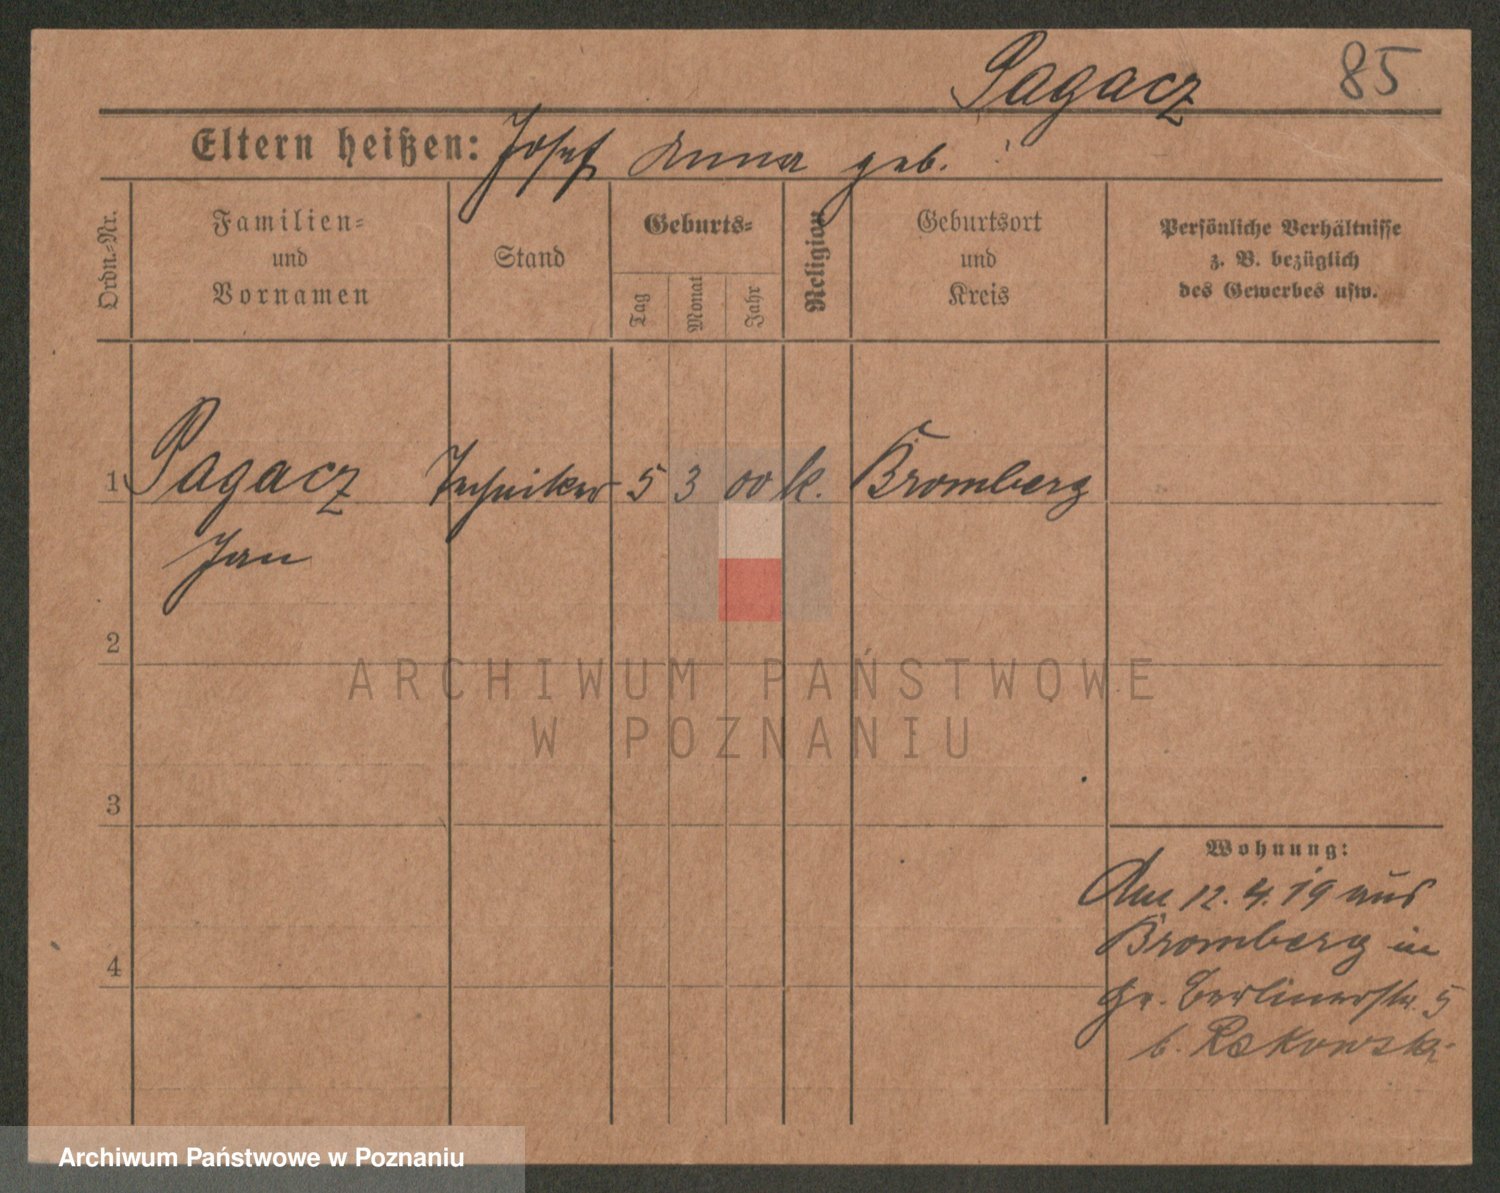 Pagacz 85
Eltern heißen: Josef Anna geb.
Ordn.-Nr.
Familien-
und
Vornamen
Stand
Geburts-
Tag
Monat
Jahr
Religion
Geburtsort
und
Kreis
Persönliche Verhältnisse
z. B. bezüglich
des Gewerbes usw.
1 Pagacz Techniker 5 3 00 k. Bromberg
Jan
2
ARCHIWUM PAŃSTWOWE
W POZNANIU
3
Wohnung:
Am 12.4.19 aus
Bromberg in
4
Gr. Berlinerstr. 5
b. Rakowski
Archiwum Państwowe w Poznaniu